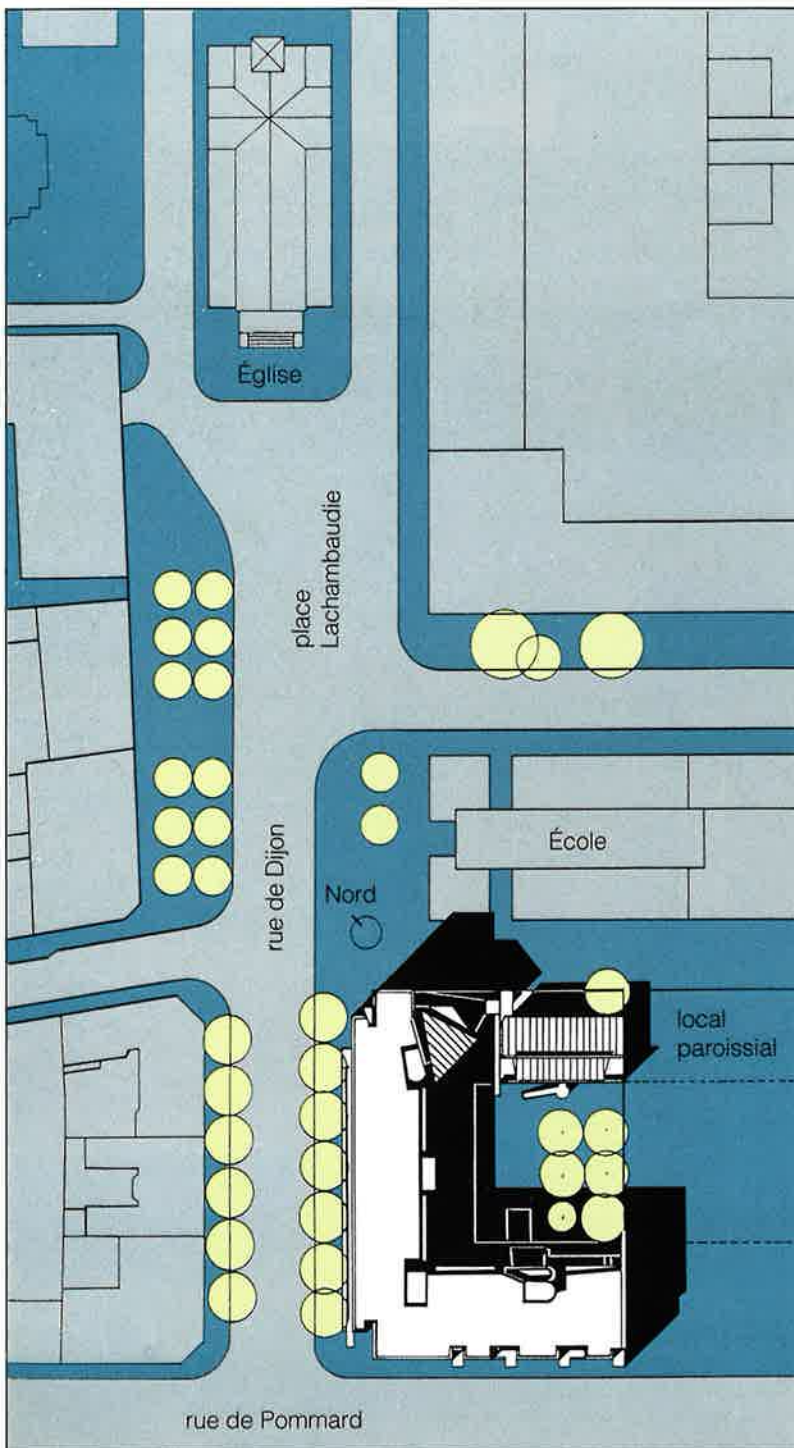 Église
place
Lachambaudie
rue de Dijon
École
Nord
local
paroissial
rue de Pommard